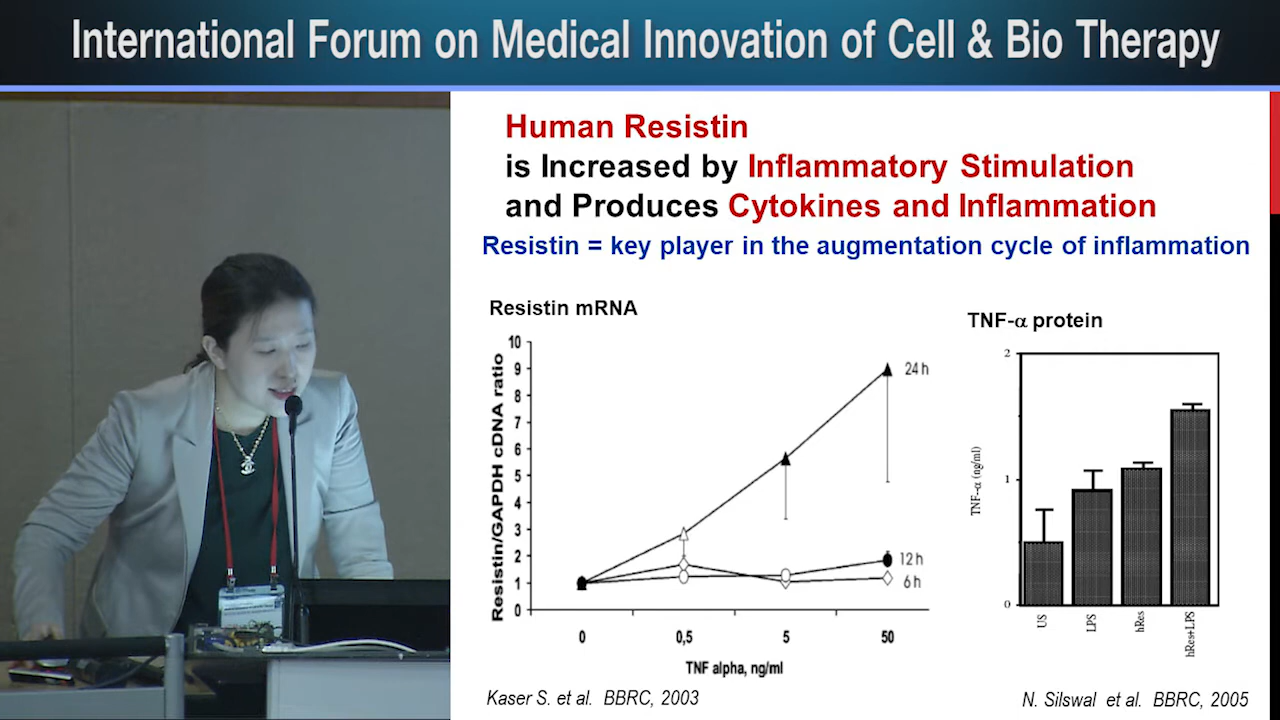 International Forum on Medical Innovation of Cell & Bio Therapy
Human Resistin
is Increased by Inflammatory Stimulation
and Produces Cytokines and Inflammation
Resistin = key player in the augmentation cycle of inflammation
Resistin mRNA
Resistin/GAPDH cDNA ratio
10
9
8
7
6
5
4
3
2
1
0
24 h
12 h
6 h
0 0,5 5 50
TNF alpha, ng/ml
Kaser S. et al. BBRC, 2003
TNF-α protein
TNF-α (ng/ml)
2
1
0
US LPS hRes hRes+LPS
N. Silswal et al. BBRC, 2005